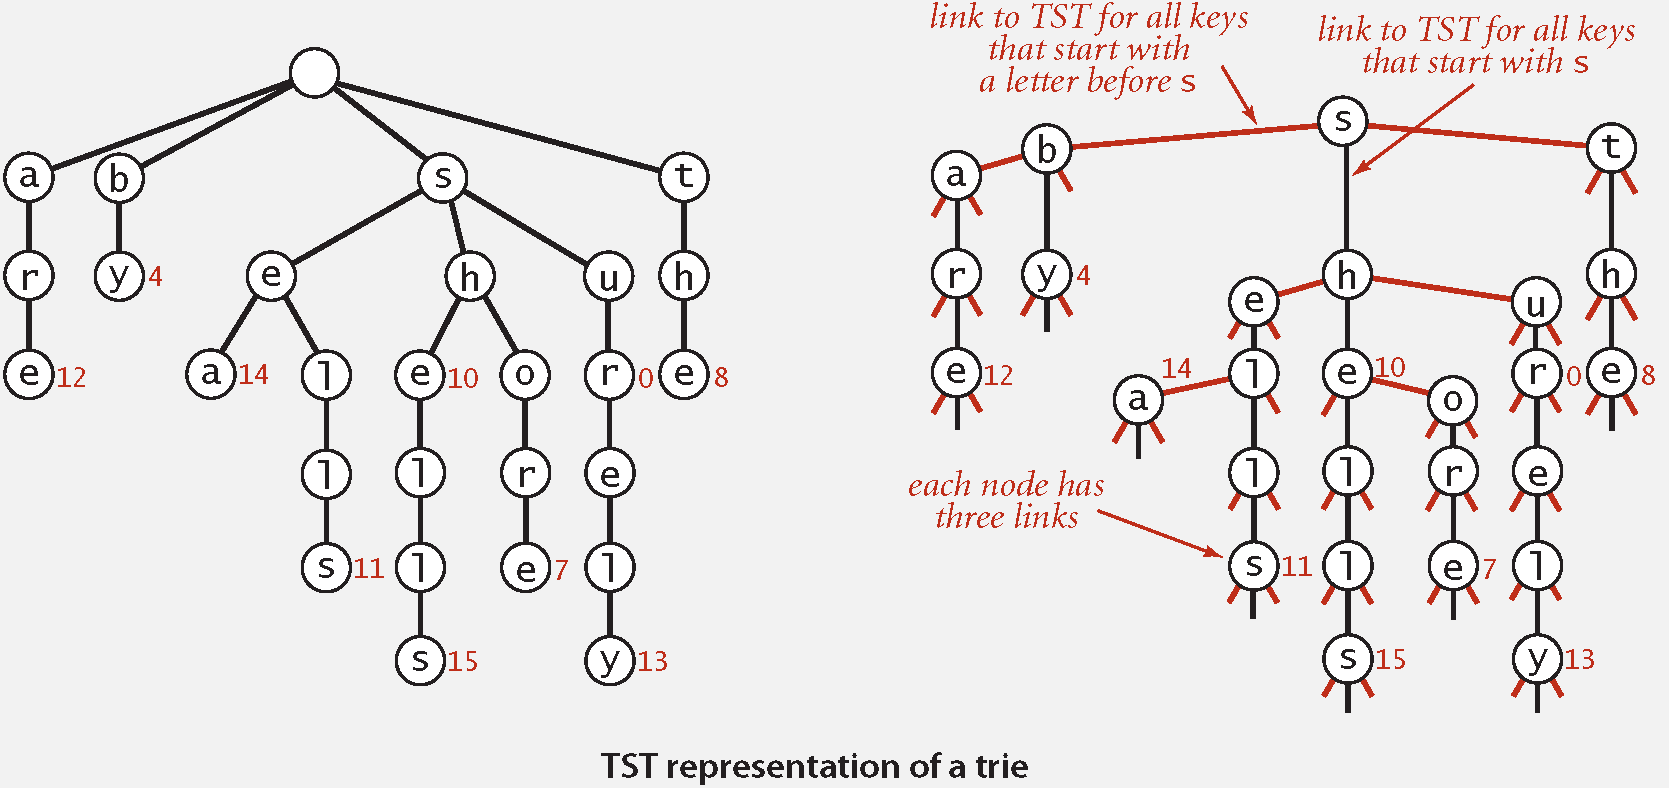 link to TST for all keys
that start with
a letter before s
link to TST for all keys
that start with s
s
b
t
a
a
b
s
t
r
y 4
e
h
u
h
r
y 4
h
e
u
h
e 12
a 14
l
e 10
o
r 0
e 8
e 12
14
a
l
e 10
o
r 0
e 8
l
l
r
e
each node has
three links
l
l
r
e
s 11
l
e 7
l
s 11
l
e 7
l
s 15
y 13
s 15
y 13
TST representation of a trie